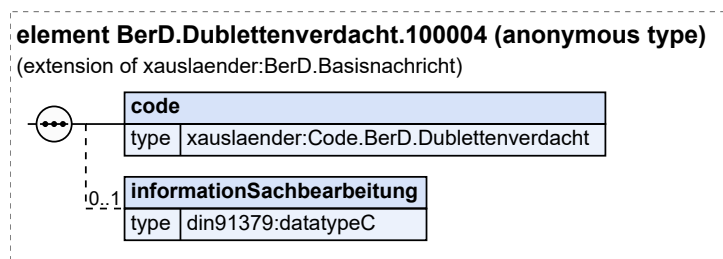 element BerD.Dublettenverdacht.100004 (anonymous type)
(extension of xauslaender:BerD.Basisnachricht)
code
type xauslaender:Code.BerD.Dublettenverdacht
0..1 informationSachbearbeitung
type din91379:datatypeC